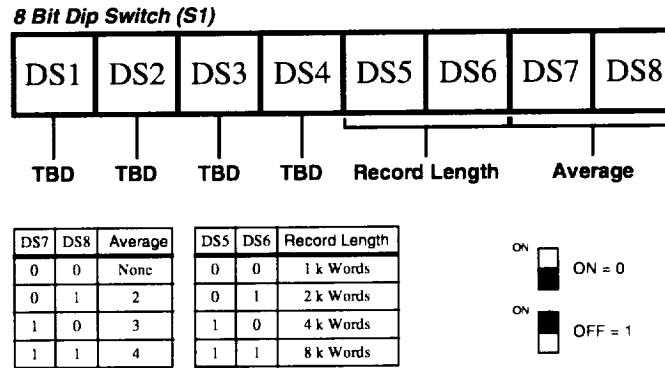 8 Bit Dip Switch (S1)
DS1 DS2 DS3 DS4 DS5 DS6 DS7 DS8
TBD TBD TBD TBD Record Length Average
DS7 DS8 Average
0 0 None
0 1 2
1 0 3
1 1 4
DS5 DS6 Record Length
0 0 1 k Words
0 1 2 k Words
1 0 4 k Words
1 1 8 k Words
ON
ON = 0
ON
OFF = 1